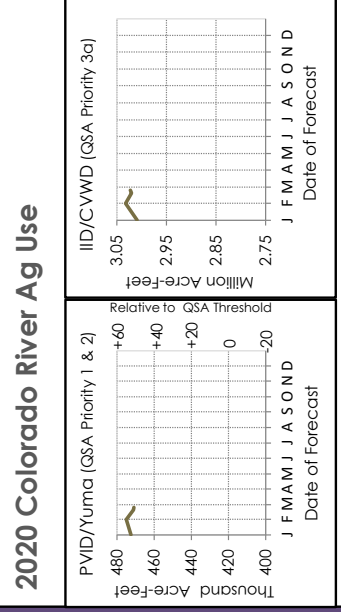 2020 Colorado River Ag Use
PVID/Yuma (QSA Priority 1 & 2)
Thousand Acre-Feet
480
460
440
420
400
+60
+40
+20
0
-20
Relative to QSA Threshold
J F M A M J J A S O N D
Date of Forecast
IID/CVWD (QSA Priority 3a)
Million Acre-Feet
3.05
2.95
2.85
2.75
J F M A M J J A S O N D
Date of Forecast